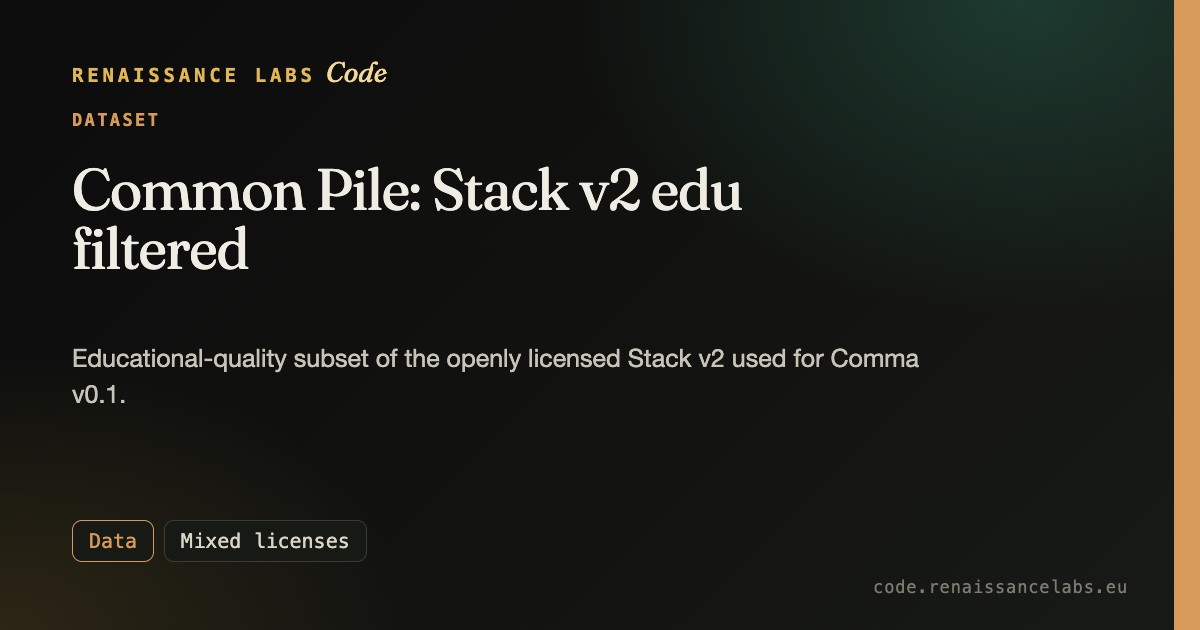 RENAISSANCE LABS Code
DATASET
Common Pile: Stack v2 edu
filtered
Educational-quality subset of the openly licensed Stack v2 used for Comma
v0.1.
Data
Mixed licenses
code.renaissancelabs.eu